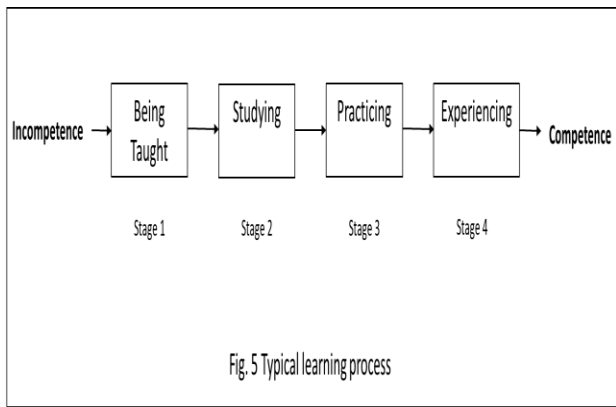 Being
Taught
Studying
Practicing
Experiencing
Incompetence
Competence
Stage 1
Stage 2
Stage 3
Stage 4
Fig. 5 Typical learning process